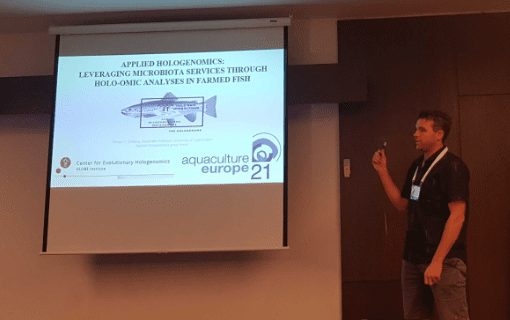 APPLIED HOLOGENOMICS:
LEVERAGING MICROBIOTA SERVICES THROUGH
HOLO-OMIC ANALYSES IN FARMED FISH
Center for Evolutionary Hologenomics
GLOBE Institute
aquaculture
europe 21